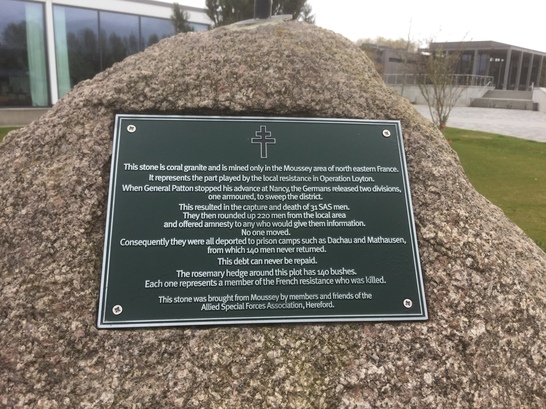 This stone is coral granite and is mined only in the Moussey area of north eastern France.
It represents the part played by the local resistance in Operation Loyton.
When General Patton stopped his advance at Nancy, the Germans released two divisions,
one armoured, to sweep the district.
This resulted in the capture and death of 31 SAS men.
They then rounded up 220 men from the local area
and offered amnesty to any who would give them information.
No one moved.
Consequently they were all deported to prison camps such as Dachau and Mathausen,
from which 140 men never returned.
This debt can never be repaid.
The rosemary hedge around this plot has 140 bushes.
Each one represents a member of the French resistance who was killed.
This stone was brought from Moussey by members and friends of the
Allied Special Forces Association, Hereford.